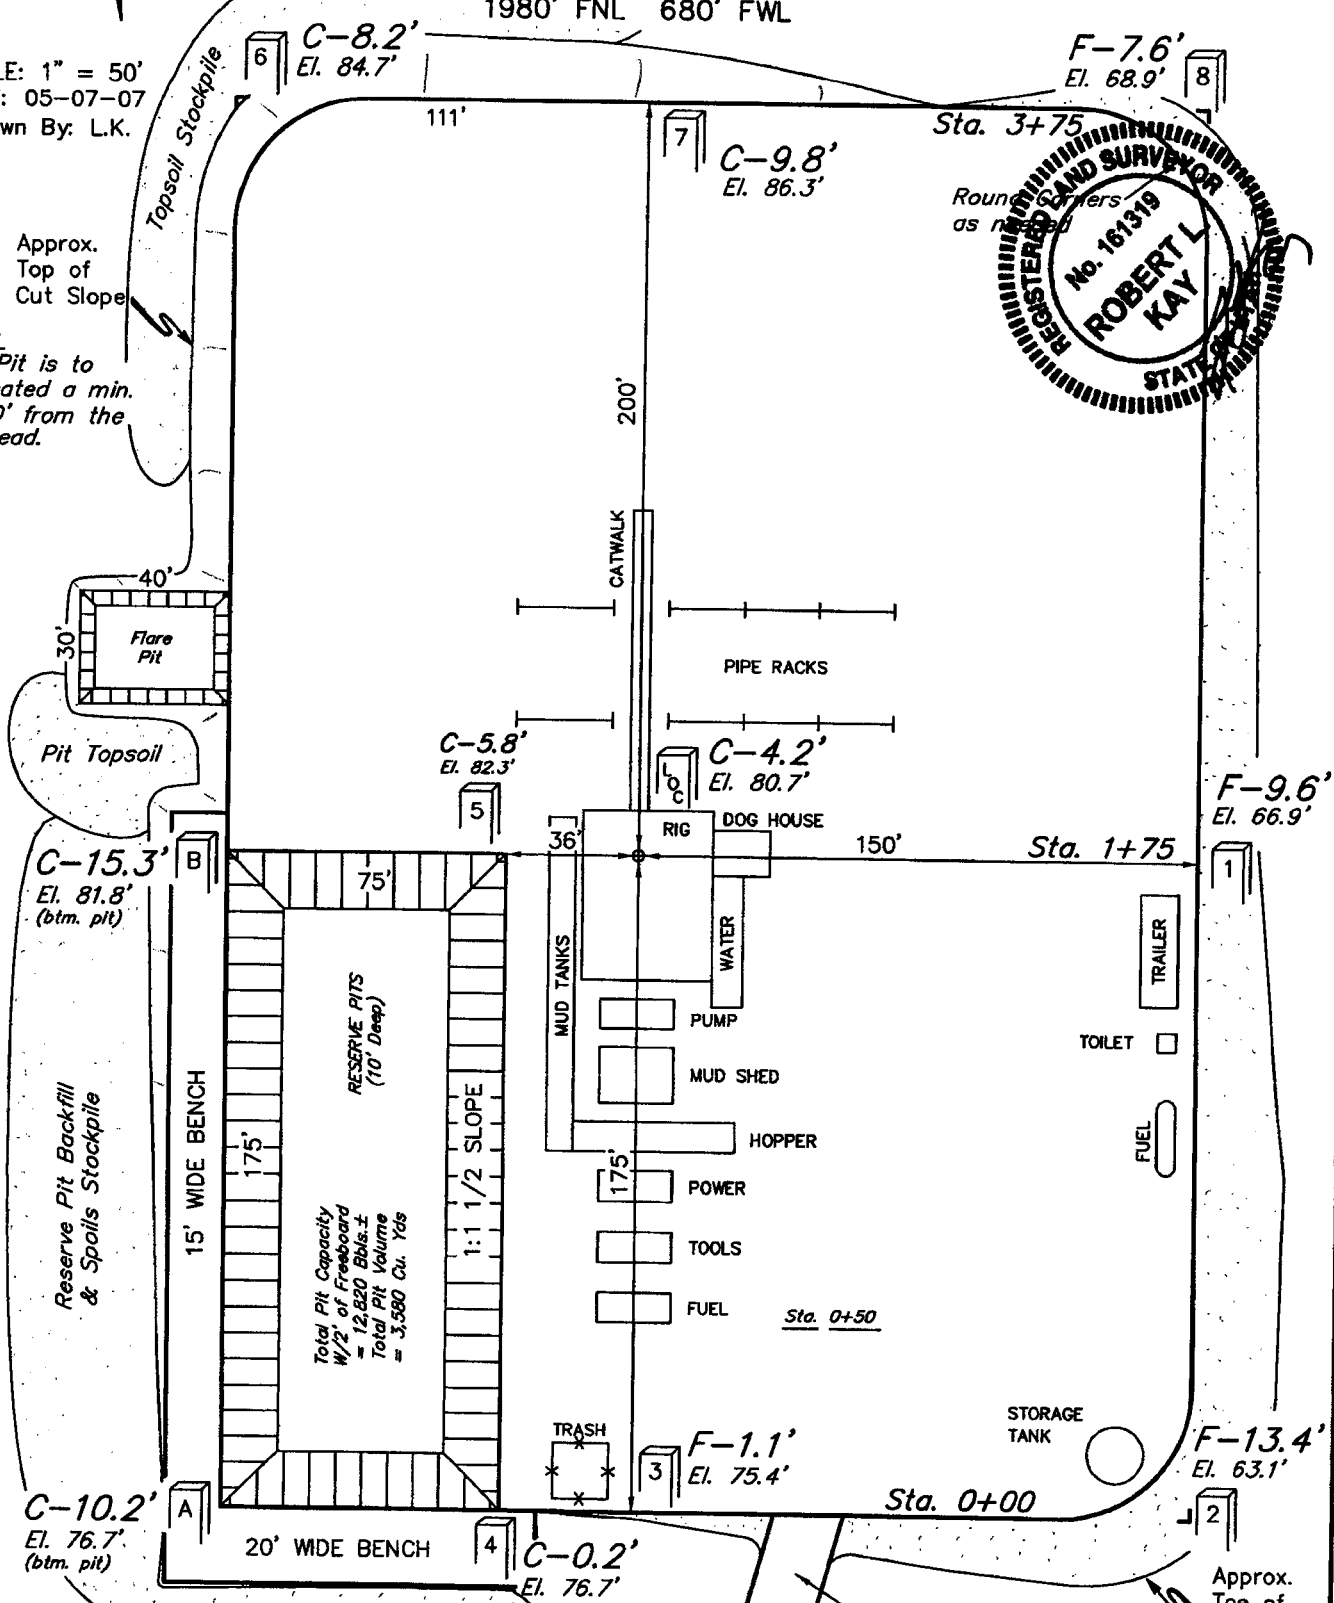 1980' FNL 680' FWL
LE: 1" = 50'
: 05-07-07
wn By: L.K.
6
C-8.2'
El. 84.7'
F-7.6'
El. 68.9'
8
Topsoil Stockpile
111'
7
C-9.8'
El. 86.3'
Sta. 3+75
Round Corners
as needed
REGISTERED LAND SURVEYOR
No. 161319
ROBERT L.
KAY
STATE OF UTAH
Approx.
Top of
Cut Slope
Pit is to
ated a min.
0' from the
ead.
200'
CATWALK
40'
30'
Flare
Pit
PIPE RACKS
Pit Topsoil
C-5.8'
El. 82.3'
5
LOC
C-4.2'
El. 80.7'
F-9.6'
El. 66.9'
1
RIG
DOG HOUSE
36'
150'
Sta. 1+75
C-15.3'
El. 81.8'
(btm. pit)
B
75'
MUD TANKS
WATER
TRAILER
RESERVE PITS
(10' Deep)
PUMP
TOILET
MUD SHED
FUEL
HOPPER
Reserve Pit Backfill
& Spoils Stockpile
15' WIDE BENCH
175'
1:1 1/2 SLOPE
175'
POWER
TOOLS
FUEL
Sta. 0+50
Total Pit Capacity
W/2' of Freeboard
= 12,820 Bbls.±
Total Pit Volume
= 3,580 Cu. Yds
TRASH
STORAGE
TANK
3
F-1.1'
El. 75.4'
F-13.4'
El. 63.1'
2
Sta. 0+00
C-10.2'
El. 76.7'
(btm. pit)
A
20' WIDE BENCH
4
C-0.2'
El. 76.7'
Approx.
Top of